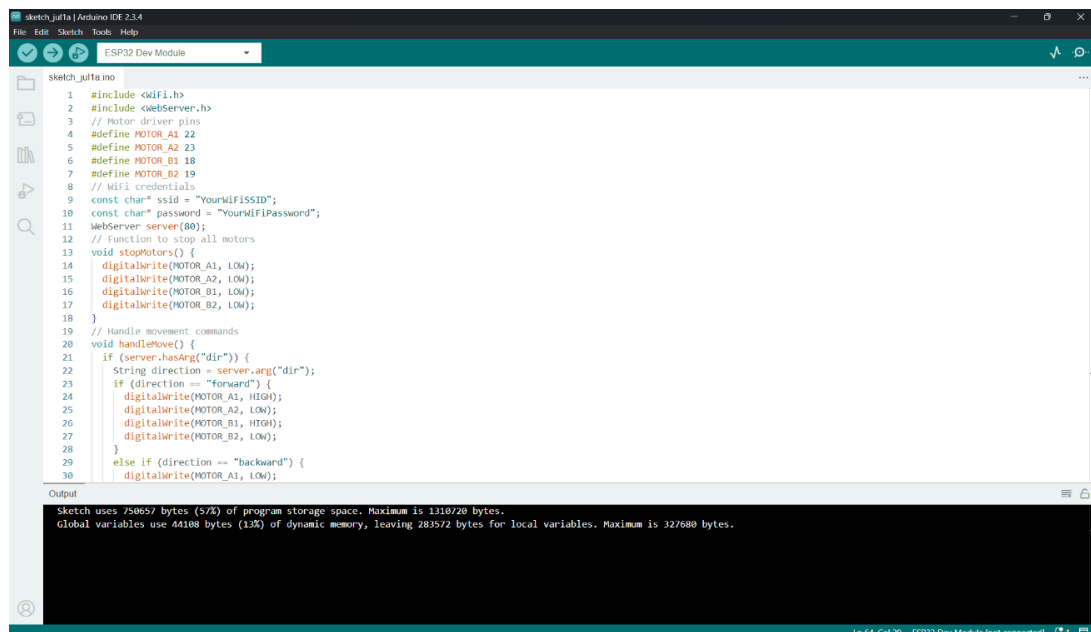 sketch_jul1a | Arduino IDE 2.3.4
File Edit Sketch Tools Help
ESP32 Dev Module
sketch_jul1a.ino
...
1 #include <WiFi.h>
2 #include <WebServer.h>
3 // Motor driver pins
4 #define MOTOR_A1 22
5 #define MOTOR_A2 23
6 #define MOTOR_B1 18
7 #define MOTOR_B2 19
8 // WiFi credentials
9 const char* ssid = "YourWiFiSSID";
10 const char* password = "YourWiFiPassword";
11 WebServer server(80);
12 // Function to stop all motors
13 void stopMotors() {
14 digitalWrite(MOTOR_A1, LOW);
15 digitalWrite(MOTOR_A2, LOW);
16 digitalWrite(MOTOR_B1, LOW);
17 digitalWrite(MOTOR_B2, LOW);
18 }
19 // Handle movement commands
20 void handleMove() {
21 if (server.hasArg("dir")) {
22 String direction = server.arg("dir");
23 if (direction == "forward") {
24 digitalWrite(MOTOR_A1, HIGH);
25 digitalWrite(MOTOR_A2, LOW);
26 digitalWrite(MOTOR_B1, HIGH);
27 digitalWrite(MOTOR_B2, LOW);
28 }
29 else if (direction == "backward") {
30 digitalWrite(MOTOR_A1, LOW);
Output
Sketch uses 750657 bytes (57%) of program storage space. Maximum is 1310720 bytes.
Global variables use 44108 bytes (13%) of dynamic memory, leaving 283572 bytes for local variables. Maximum is 327680 bytes.